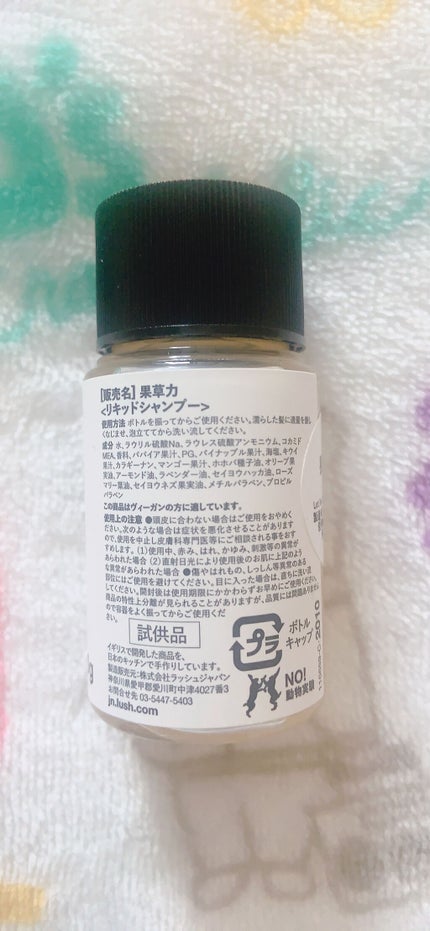 [販売名] 果草力
<リキッドシャンプー>
使用方法 ボトルを振ってからご使用ください。濡らした髪に適量を優し
くなじませ、泡立ててから洗い流してください。
成分 水、ラウリル硫酸Na、ラウレス硫酸アンモニウム、コカミド
MEA、香料、パパイア果汁、PG、パイナップル果汁、海塩、キウイ
果汁、カラギーナン、マンゴー果汁、ホホバ種子油、オリーブ果
実油、アーモンド油、ラベンダー油、セイヨウハッカ油、ローズ
マリー葉油、セイヨウネズ果実油、メチルパラベン、プロピル
パラベン
この商品はヴィーガンの方に適しています。
使用上の注意 ●頭皮に合わない場合はご使用をおやめく
ださい。次のような場合は症状を悪化させることがあります
ので、使用を中止し皮膚科専門医等にご相談される事をおす
すめします。(1)使用中、赤み、はれ、かゆみ、刺激等の異常が
あらわれた場合 (2)直射日光により使用後のお肌に上記のよう
な異常があらわれた場合 ●傷やはれもの、しっしん等異常のある
部位にはご使用を避けてください。目に入った場合は、直ちに洗い流
してください。開封後は使用期限にかかわらずお早めにご使用ください。
商品の特性上分離が見られることがありますが、品質には問題ありません
ので容器をよく振ってからご使用くだ
さい。
試供品
イギリスで開発した商品を、
日本のキッチンで手作りしています。
製造販売元:株式会社ラッシュジャパン
神奈川県愛甲郡愛川町中津4027番3
お問合せ先 03-5447-5403
jn.lush.com
プラ
ボトル
キャップ
NO!
動物実験
2010